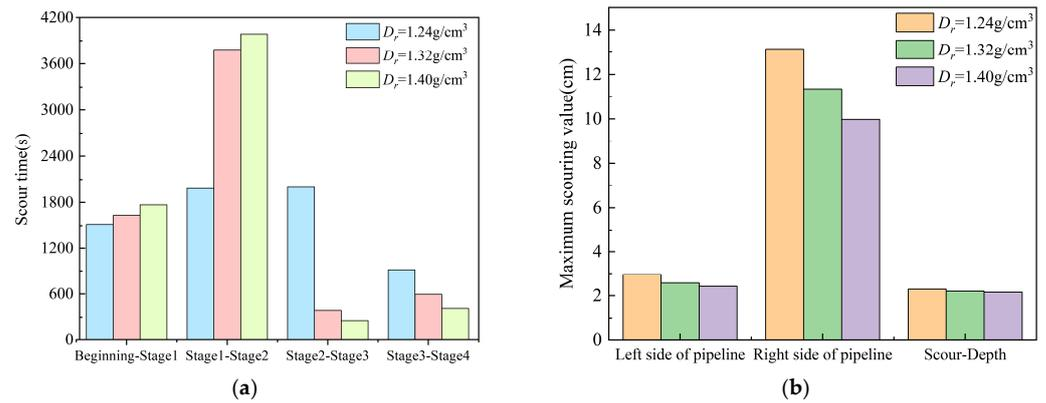 4200
3600
3000
2400
1800
1200
600
0
Scour time(s)
Dr=1.24g/cm³
Dr=1.32g/cm³
Dr=1.40g/cm³
Beginning-Stage1 Stage1-Stage2 Stage2-Stage3 Stage3-Stage4
(a)
14
12
10
8
6
4
2
0
Maximum scouring value(cm)
Dr=1.24g/cm³
Dr=1.32g/cm³
Dr=1.40g/cm³
Left side of pipeline Right side of pipeline Scour-Depth
(b)